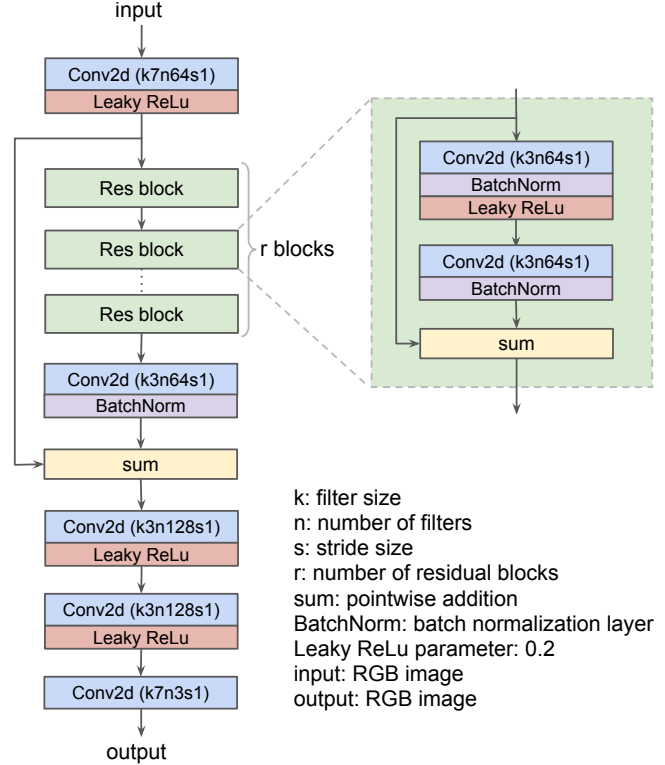 input
Conv2d (k7n64s1)
Leaky ReLu
Res block
Res block
r blocks
Res block
Conv2d (k3n64s1)
BatchNorm
sum
Conv2d (k3n128s1)
Leaky ReLu
Conv2d (k3n128s1)
Leaky ReLu
Conv2d (k7n3s1)
output
Conv2d (k3n64s1)
BatchNorm
Leaky ReLu
Conv2d (k3n64s1)
BatchNorm
sum
k: filter size
n: number of filters
s: stride size
r: number of residual blocks
sum: pointwise addition
BatchNorm: batch normalization layer
Leaky ReLu parameter: 0.2
input: RGB image
output: RGB image